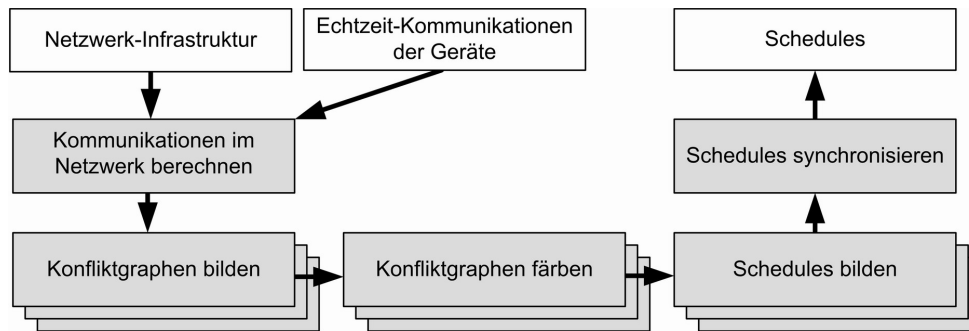 Netzwerk-Infrastruktur
Echtzeit-Kommunikationen
der Geräte
Schedules
Kommunikationen im
Netzwerk berechnen
Schedules synchronisieren
Konfliktgraphen bilden
Konfliktgraphen färben
Schedules bilden